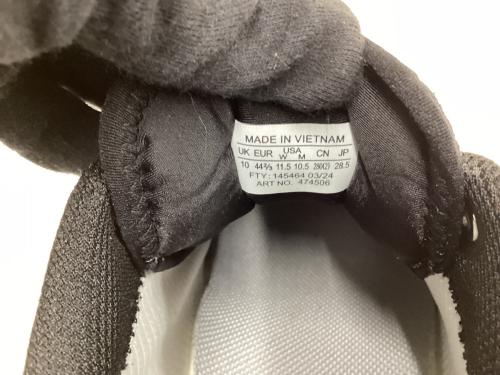 MADE IN VIETNAM
UK EUR USA W M CN JP
10 44⅔ 11.5 10.5 280(2) 28.5
FTY: 145464 03/24
ART NO. 474506